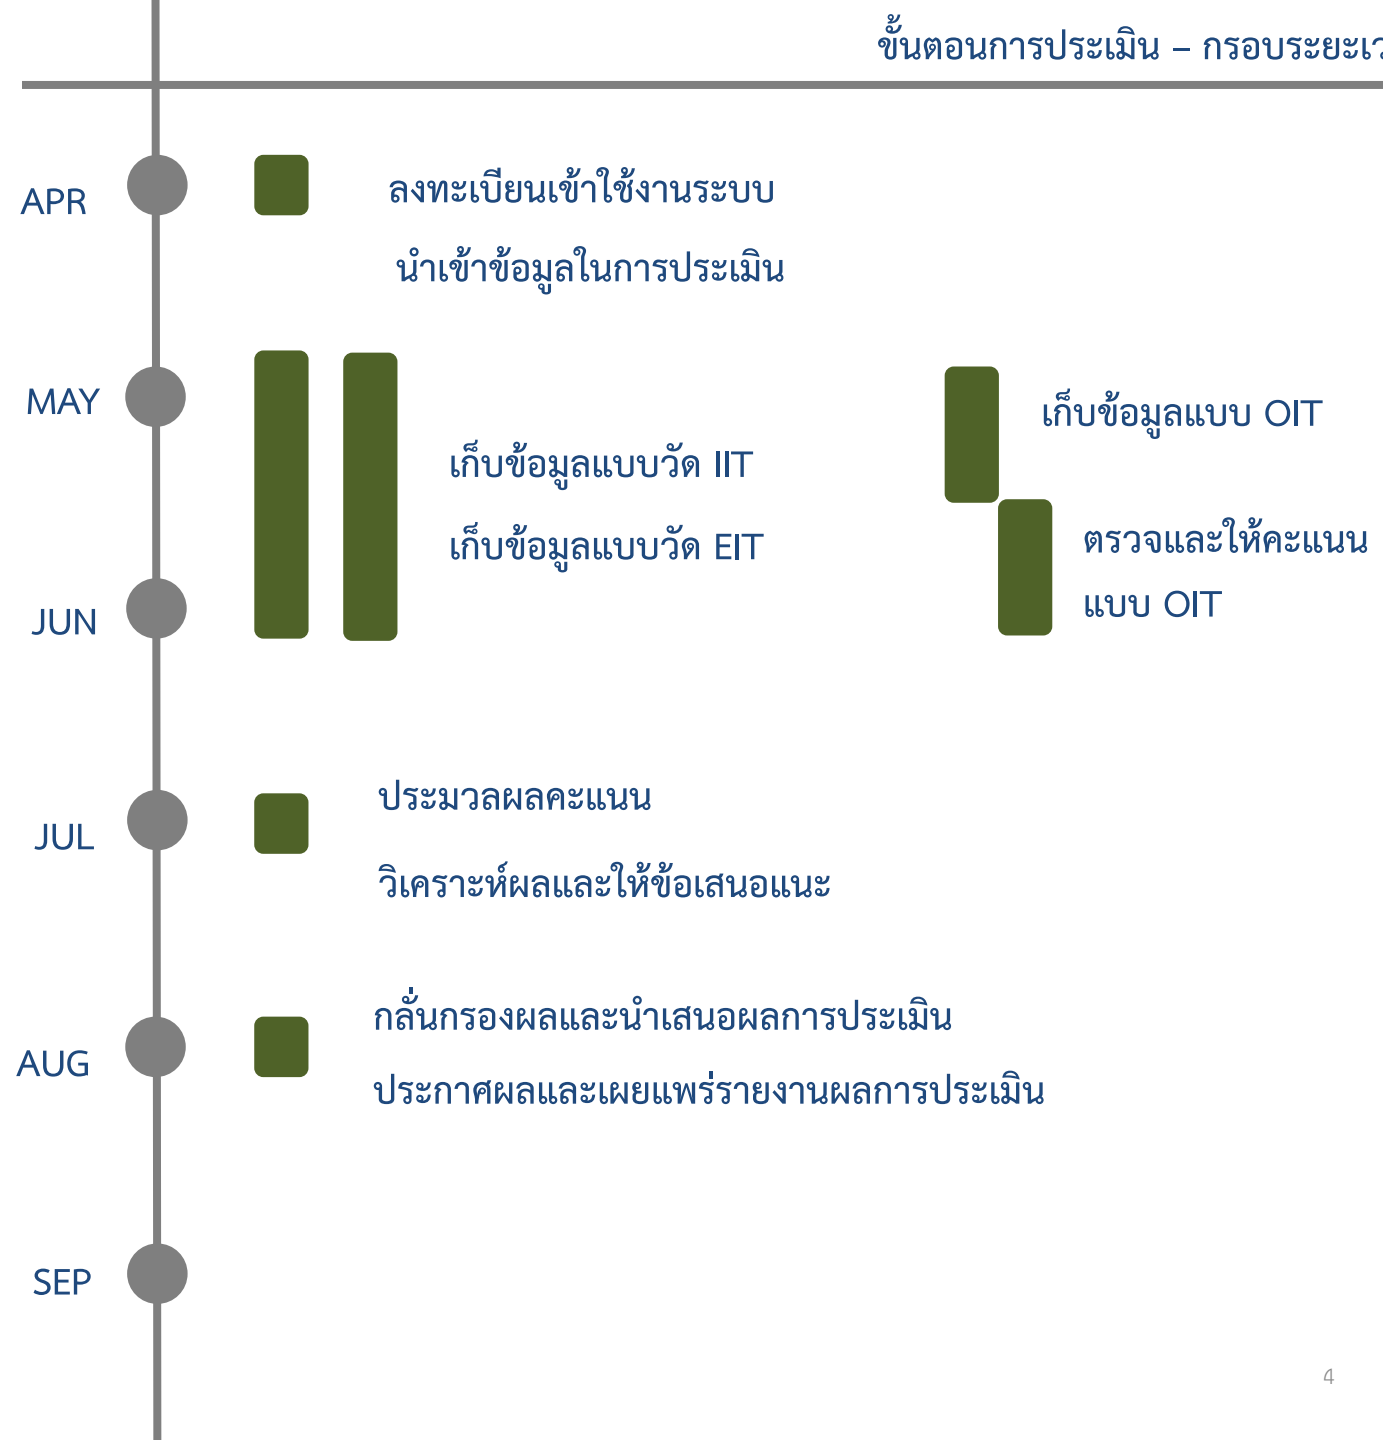 ขั้นตอนการประเมิน – กรอบระยะเว
APR
ลงทะเบียนเข้าใช้งานระบบ
นำเข้าข้อมูลในการประเมิน
MAY
เก็บข้อมูลแบบ OIT
เก็บข้อมูลแบบวัด IIT
เก็บข้อมูลแบบวัด EIT
ตรวจและให้คะแนน
แบบ OIT
JUN
ประมวลผลคะแนน
JUL
วิเคราะห์ผลและให้ข้อเสนอแนะ
กลั่นกรองผลและนำเสนอผลการประเมิน
AUG
ประกาศผลและเผยแพร่รายงานผลการประเมิน
SEP
4